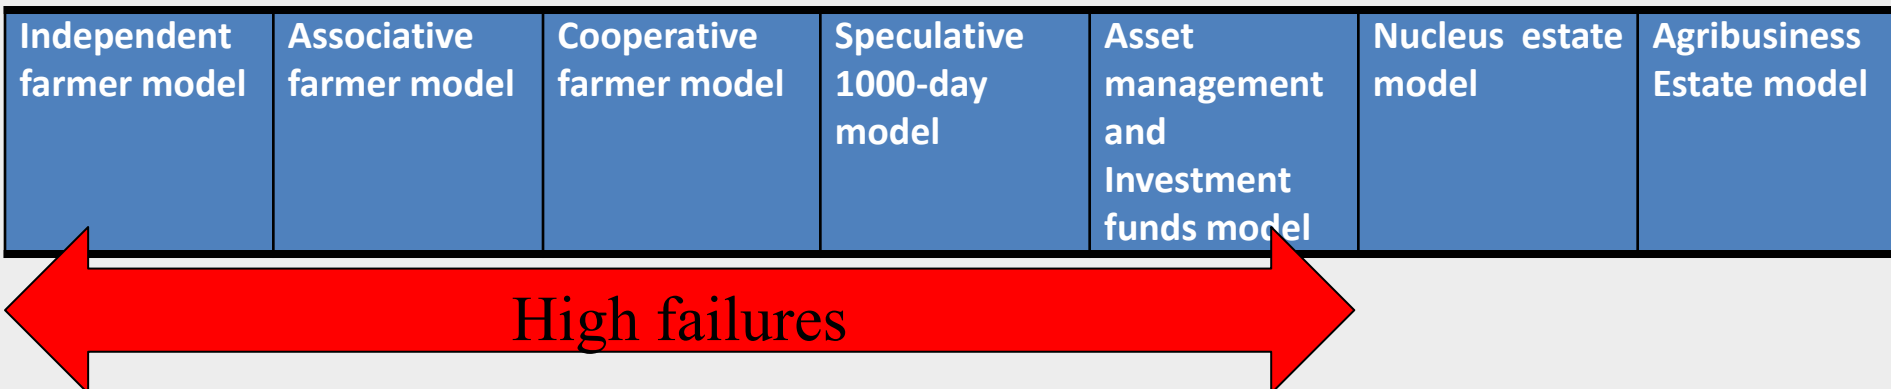 Independent
farmer model
Associative
farmer model
Cooperative
farmer model
Speculative
1000-day
model
Asset
management
and
Investment
funds model
Nucleus estate
model
Agribusiness
Estate model
High failures